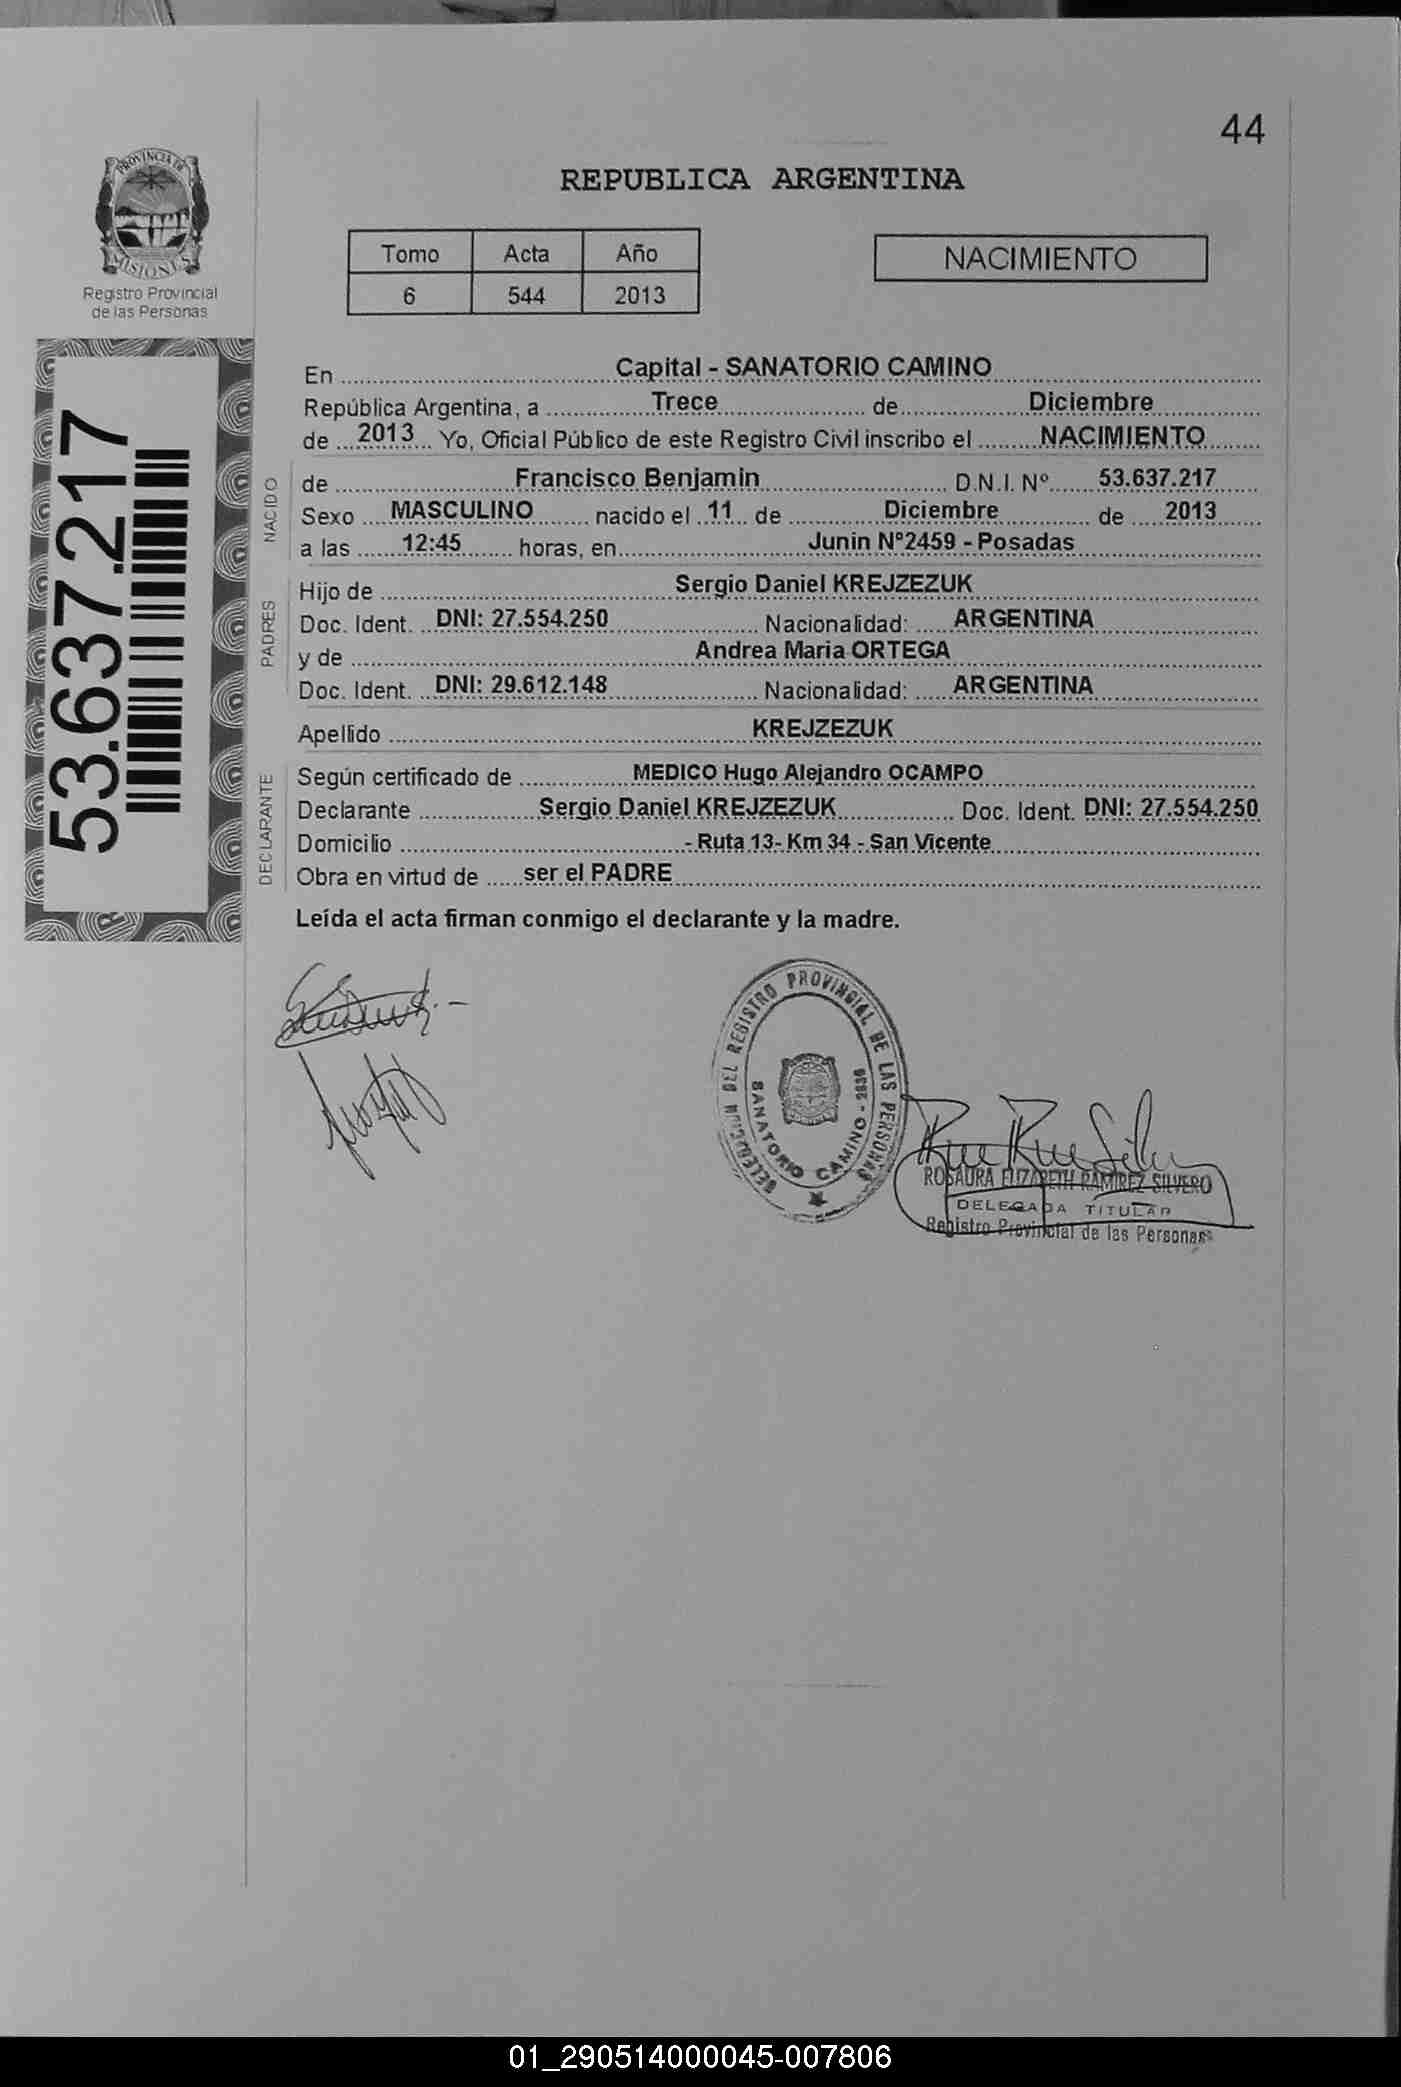 44
PROVINCIA DE
MISIONES
Registro Provincial
de las Personas
REPUBLICA ARGENTINA
Tomo Acta Año
6 544 2013
NACIMIENTO
53.637.217
En Capital - SANATORIO CAMINO
República Argentina, a Trece de Diciembre
de 2013 Yo, Oficial Público de este Registro Civil inscribo el NACIMIENTO
NACIDO
de Francisco Benjamin D.N.I. Nº 53.637.217
Sexo MASCULINO nacido el 11 de Diciembre de 2013
a las 12:45 horas, en Junin Nº2459 - Posadas
PADRES
Hijo de Sergio Daniel KREJZEZUK
Doc. Ident. DNI: 27.554.250 Nacionalidad: ARGENTINA
y de Andrea Maria ORTEGA
Doc. Ident. DNI: 29.612.148 Nacionalidad: ARGENTINA
Apellido KREJZEZUK
DECLARANTE
Según certificado de MEDICO Hugo Alejandro OCAMPO
Declarante Sergio Daniel KREJZEZUK Doc. Ident. DNI: 27.554.250
Domicilio - Ruta 13- Km 34 - San Vicente
Obra en virtud de ser el PADRE
Leída el acta firman conmigo el declarante y la madre.
REGISTRO PROVINCIAL DE LAS PERSONAS
SANATORIO CAMINO - 2639
ROSAURA ELIZABETH RAMIREZ SILVERO
DELEGADA TITULAR
Registro Provincial de las Personas
01_290514000045-007806